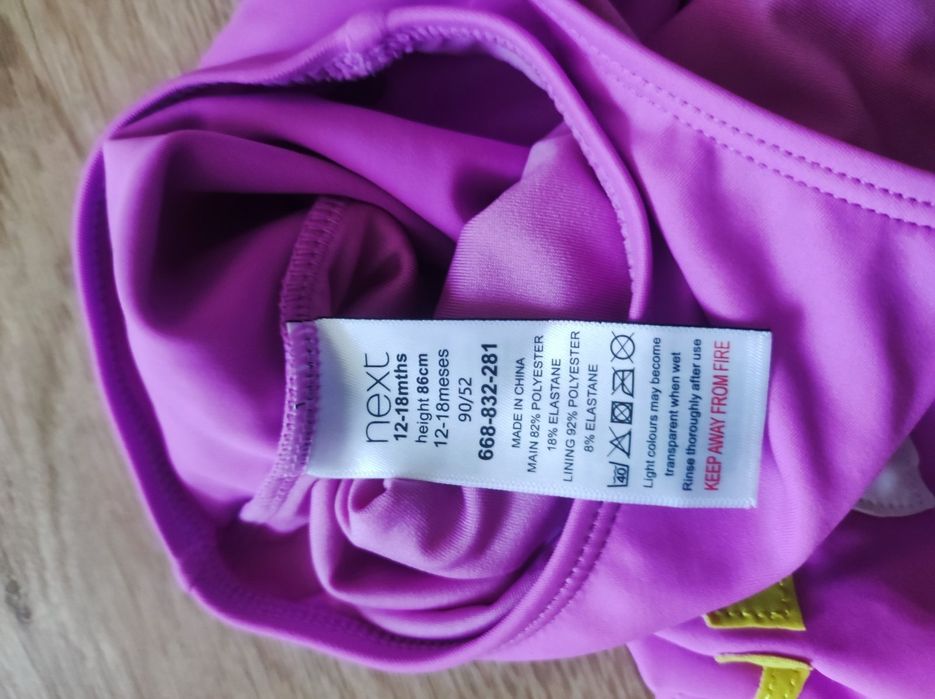 next
12-18mths
height 86cm
12-18meses
90/52
668-832-281
MADE IN CHINA
MAIN 82% POLYESTER
18% ELASTANE
LINING 92% POLYESTER
8% ELASTANE
40
Light colours may become
transparent when wet
Rinse thoroughly after use
KEEP AWAY FROM FIRE